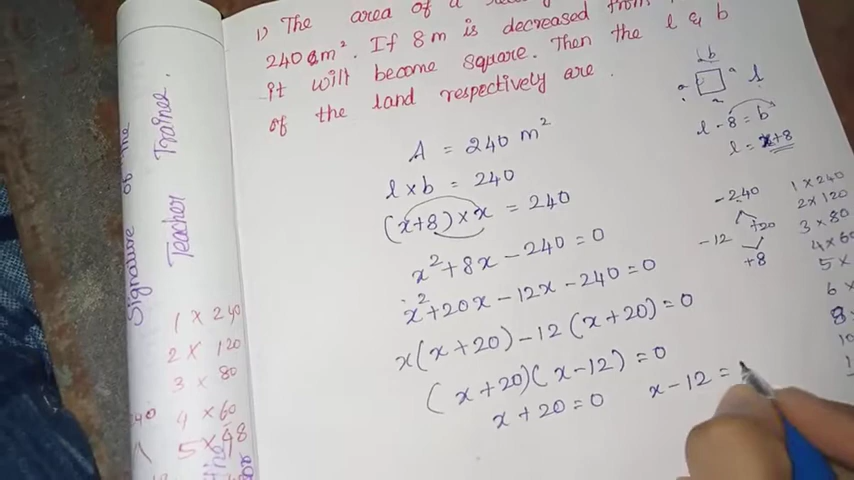 1) The area of a
240 m². If 8m is decreased from
it will become square. Then the l & b
of the land respectively are.
A = 240 m²
l x b = 240
(x+8) x x = 240
x² + 8x - 240 = 0
x² + 20x - 12x - 240 = 0
x(x+20) - 12(x+20) = 0
(x+20)(x-12) = 0
x + 20 = 0 x - 12 =
b
a a l
a
l - 8 = b
l = x+8
-240
+20
-12
+8
1 x 240
2 x 120
3 x 80
4 x 60
5 x
6 x
8
10
Signature of the
Teacher Trainee.
1 x 240
2 x 120
3 x 80
4 x 60
5 x 48